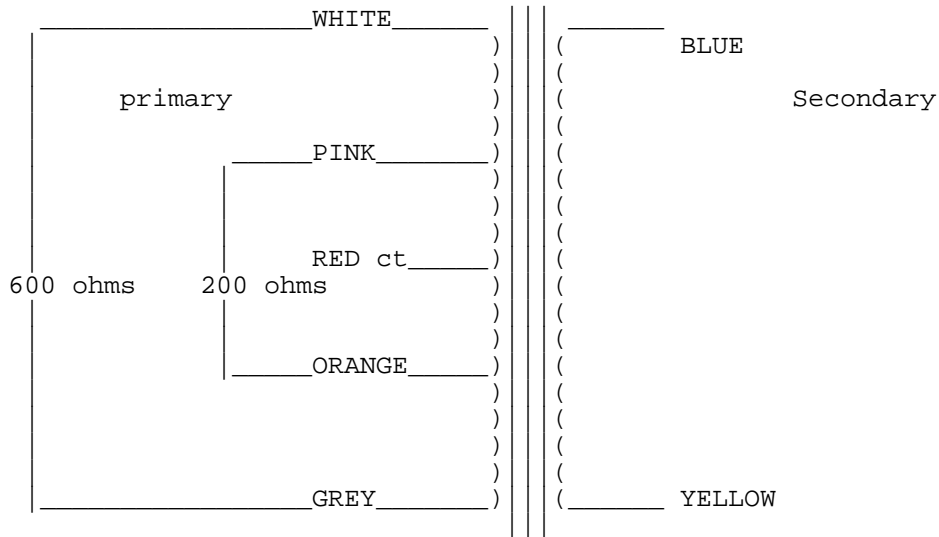 WHITE
BLUE
primary Secondary
PINK
RED ct
600 ohms 200 ohms
ORANGE
GREY YELLOW